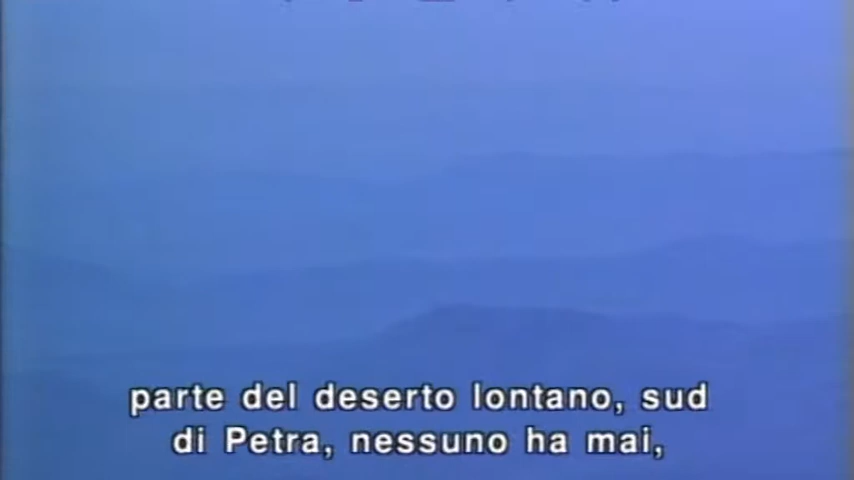 parte del deserto lontano, sud
di Petra, nessuno ha mai,